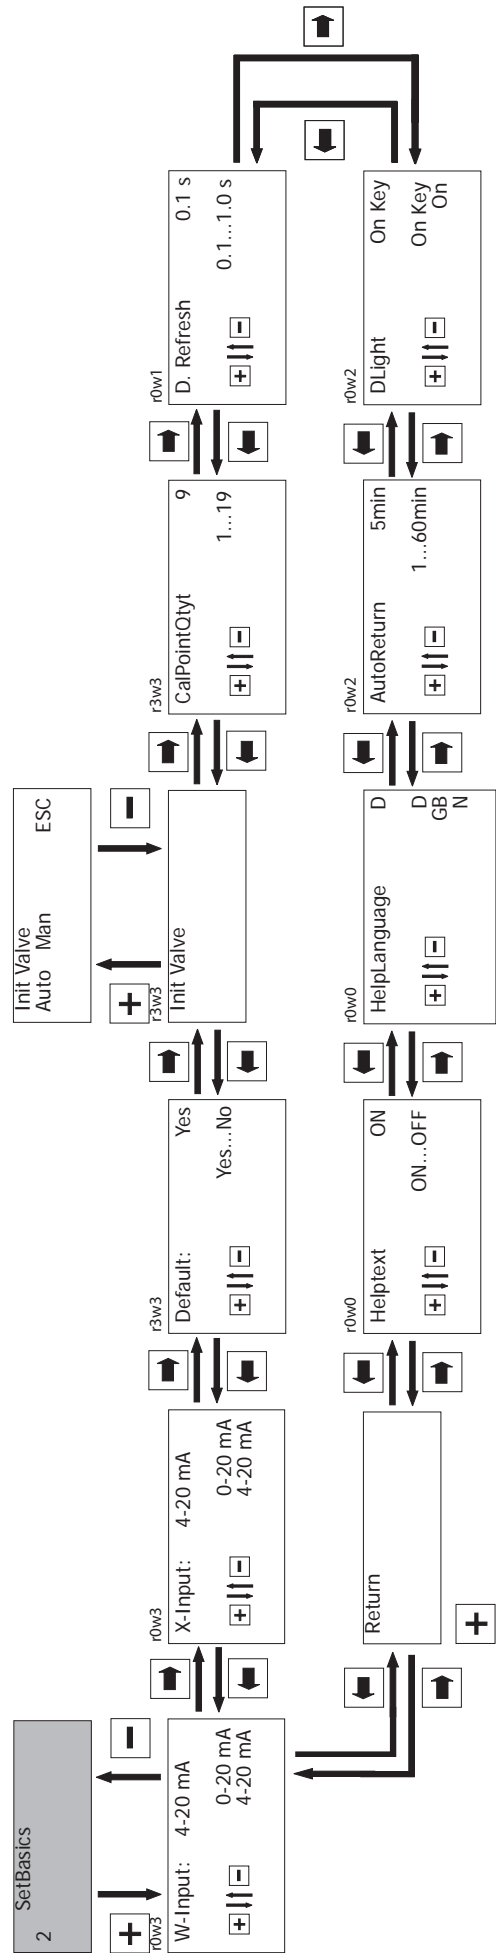 2 SetBasics
Init Valve
Auto Man ESC
+ −
+ −
r0w3
W-Input: 4-20 mA
+ − 0-20 mA
4-20 mA
r0w3
X-Input: 4-20 mA
+ − 0-20 mA
4-20 mA
r3w3
Default: Yes
+ − Yes...No
r3w3
Init Valve
r3w3
CalPointQtyt 9
+ − 1...19
r0w1
D. Refresh 0.1 s
+ − 0.1...1.0 s
Return
+
r0w0
Helptext ON
+ − ON...OFF
r0w0
HelpLanguage D
+ − D
GB
N
r0w2
AutoReturn 5min
+ − 1...60min
r0w2
DLight On Key
+ − On Key
On